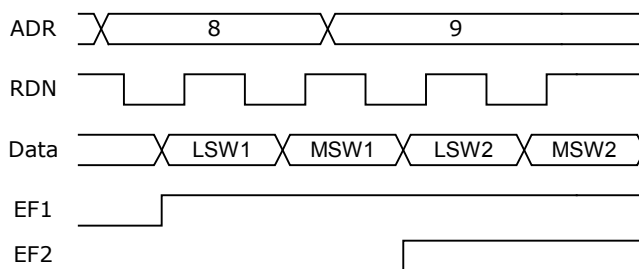 ADR 8 9
RDN
Data LSW1 MSW1 LSW2 MSW2
EF1
EF2